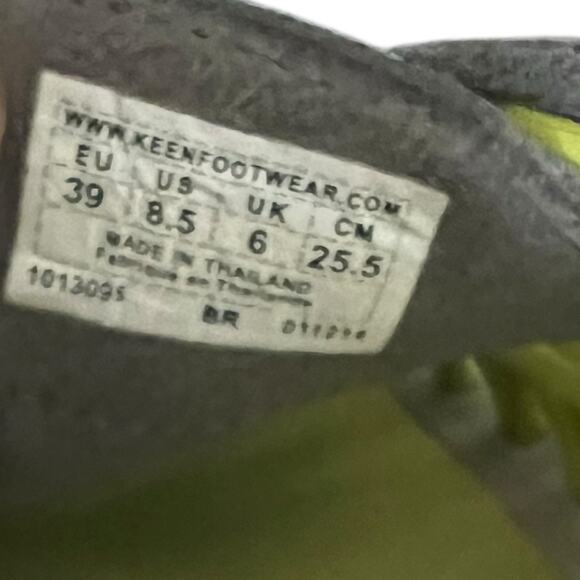 WWW.KEENFOOTWEAR.COM
EU US UK CM
39 8.5 6 25.5
MADE IN THAILAND
1013095 BR